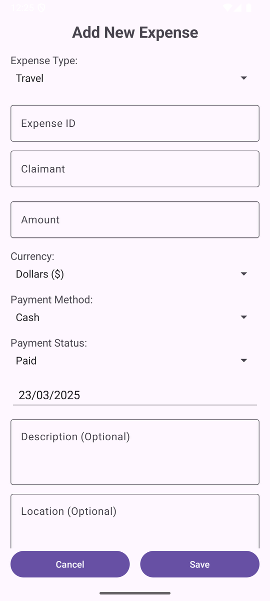 Add New Expense
Expense Type:
Travel
Expense ID
Claimant
Amount
Currency:
Dollars ($)
Payment Method:
Cash
Payment Status:
Paid
23/03/2025
Description (Optional)
Location (Optional)
Cancel
Save